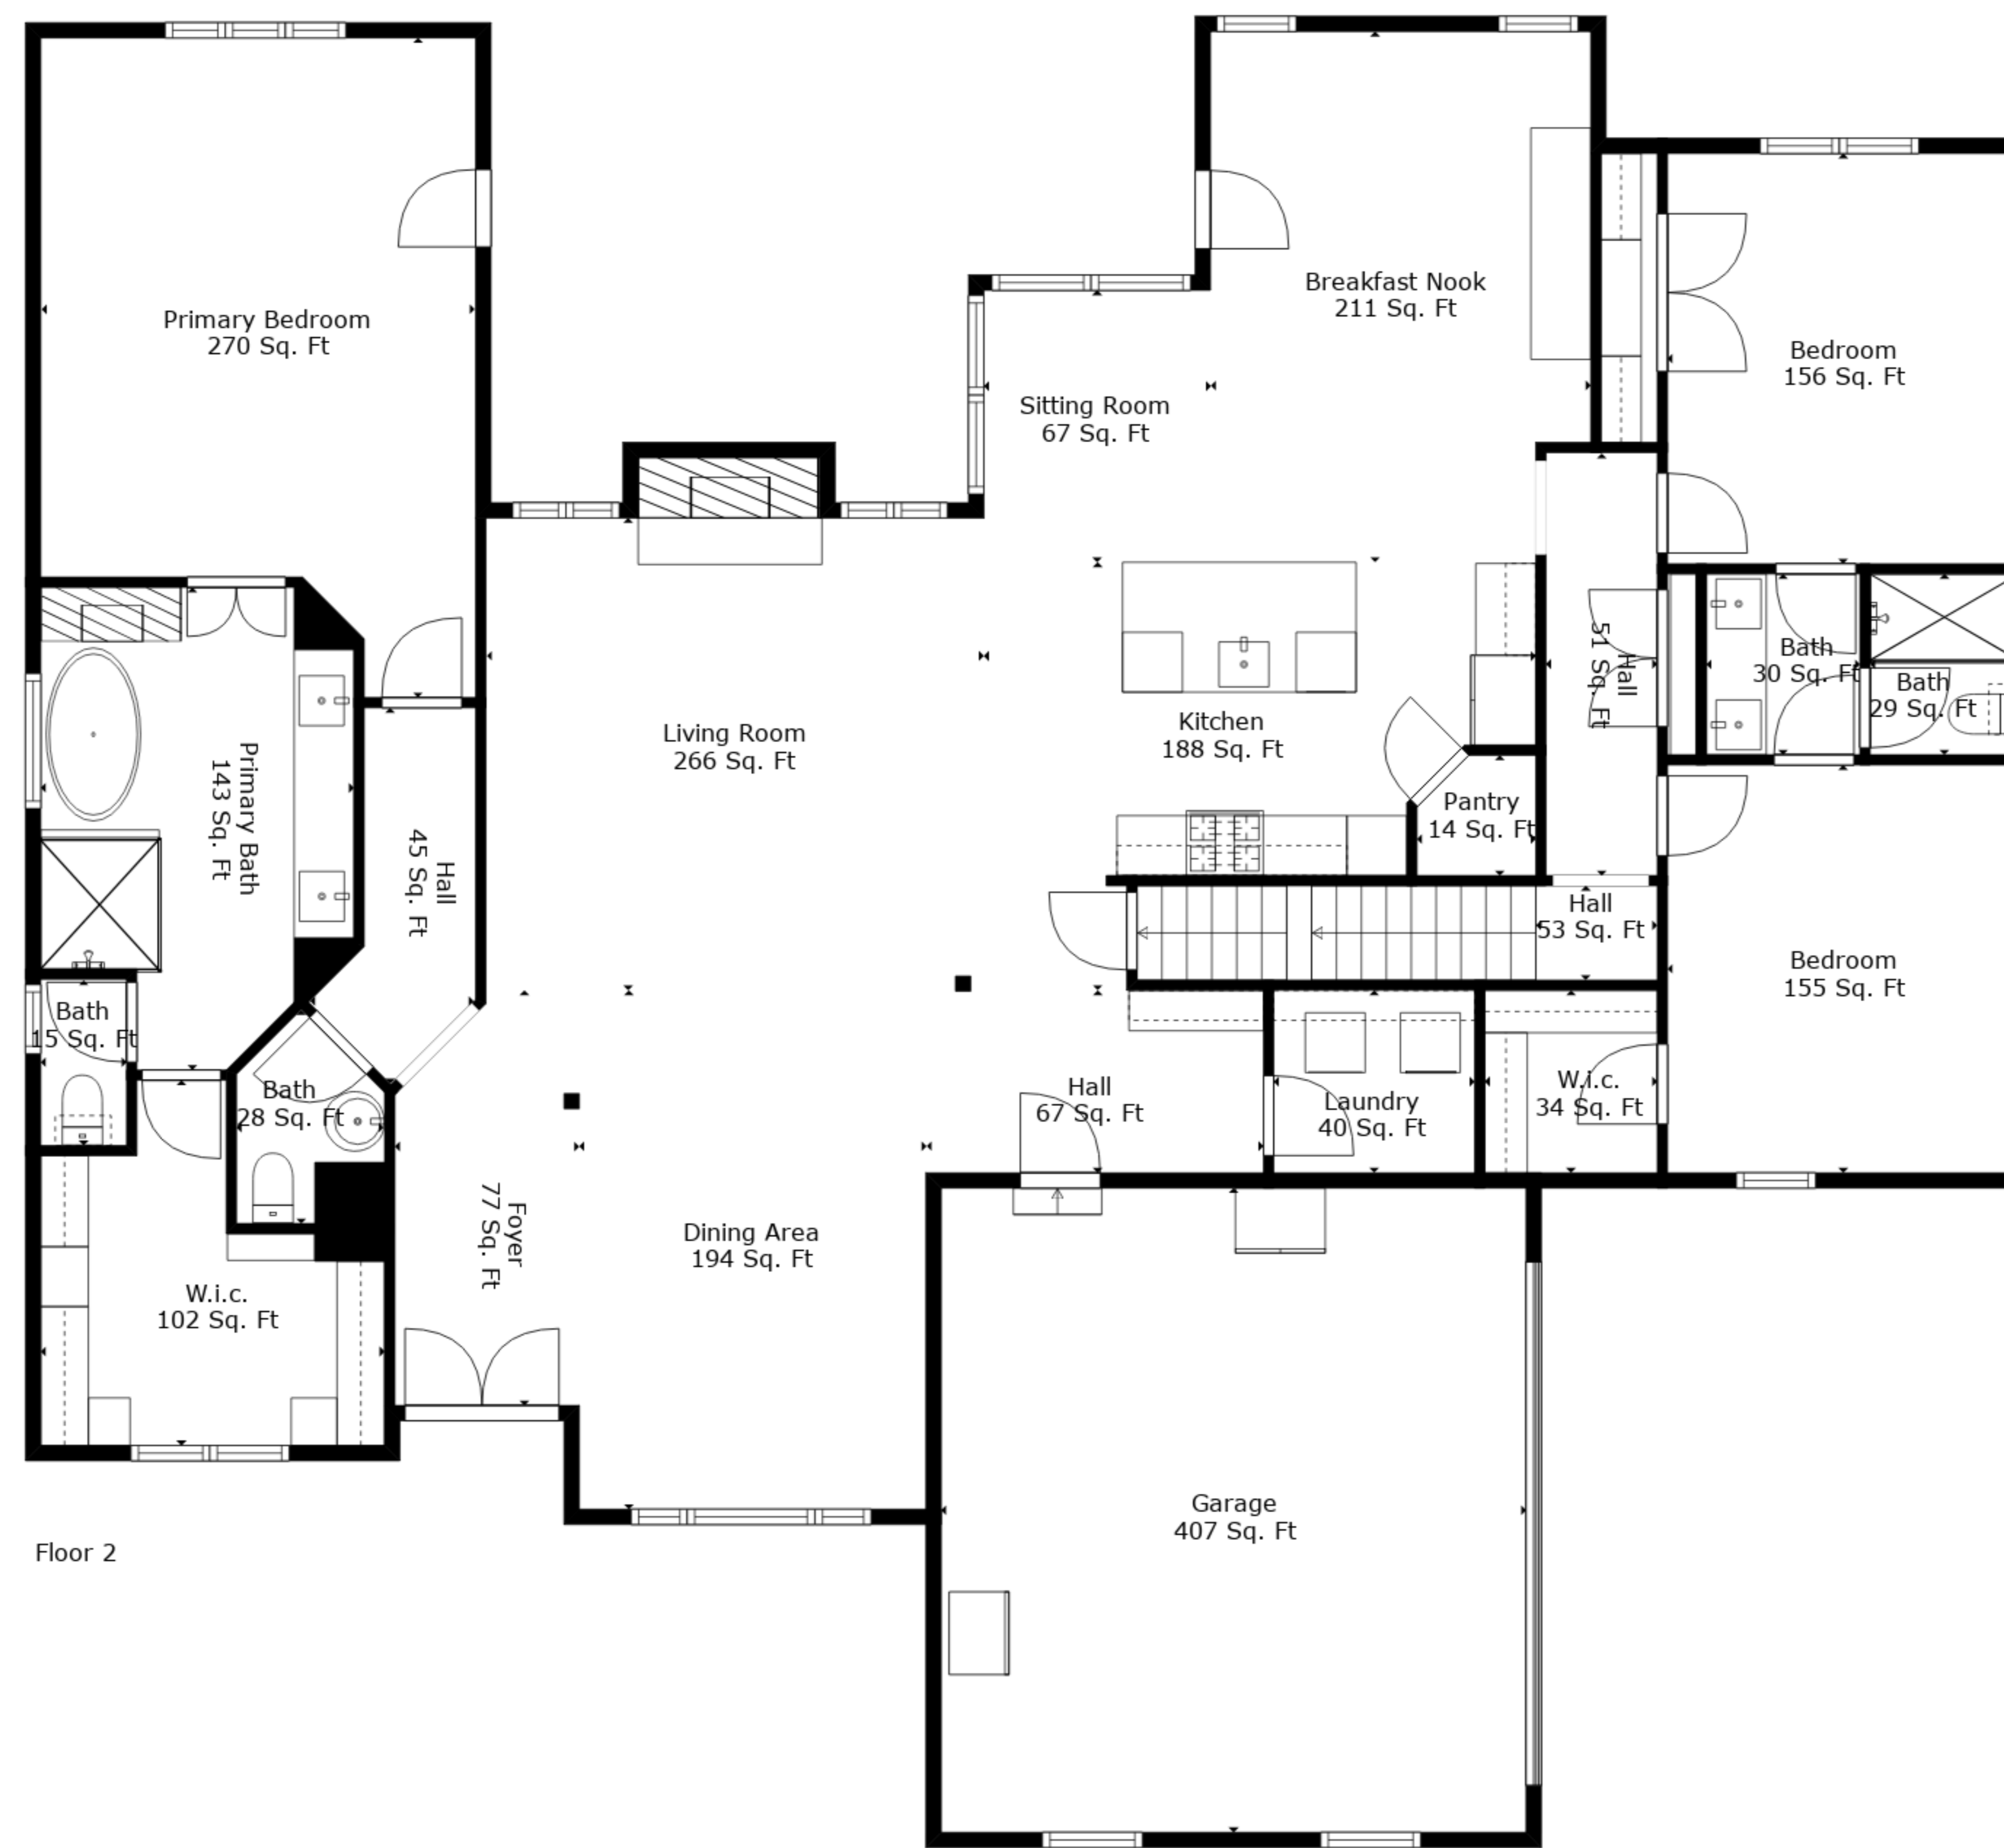 Primary Bedroom
270 Sq. Ft
Breakfast Nook
211 Sq. Ft
Bedroom
156 Sq. Ft
Sitting Room
67 Sq. Ft
Living Room
266 Sq. Ft
Kitchen
188 Sq. Ft
Hall
51 Sq. Ft
Bath
30 Sq. Ft
Bath
29 Sq. Ft
Primary Bath
143 Sq. Ft
Hall
45 Sq. Ft
Pantry
14 Sq. Ft
Hall
53 Sq. Ft
Bedroom
155 Sq. Ft
Bath
15 Sq. Ft
Bath
28 Sq. Ft
Hall
67 Sq. Ft
Laundry
40 Sq. Ft
W.i.c.
34 Sq. Ft
Foyer
77 Sq. Ft
Dining Area
194 Sq. Ft
W.i.c.
102 Sq. Ft
Garage
407 Sq. Ft
Floor 2